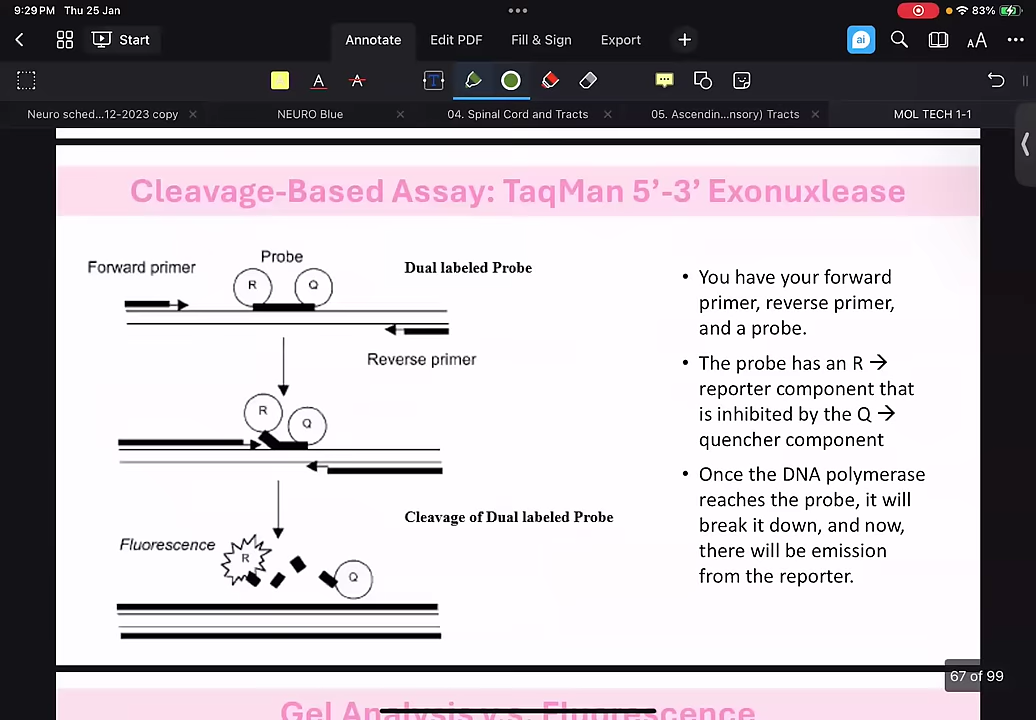 9:29 PM Thu 25 Jan
83%
Start
Annotate
Edit PDF
Fill & Sign
Export
ai
AA
A
A
T
Neuro sched...12-2023 copy
NEURO Blue
04. Spinal Cord and Tracts
05. Ascendin...nsory) Tracts
MOL TECH 1-1
Cleavage-Based Assay: TaqMan 5’-3’ Exonuxlease
Forward primer
Probe
R
Q
Dual labeled Probe
Reverse primer
R
Q
Cleavage of Dual labeled Probe
Fluorescence
R
Q
• You have your forward
primer, reverse primer,
and a probe.
• The probe has an R →
reporter component that
is inhibited by the Q →
quencher component
• Once the DNA polymerase
reaches the probe, it will
break it down, and now,
there will be emission
from the reporter.
67 of 99
Gel Analysis v.s. Fluorescence